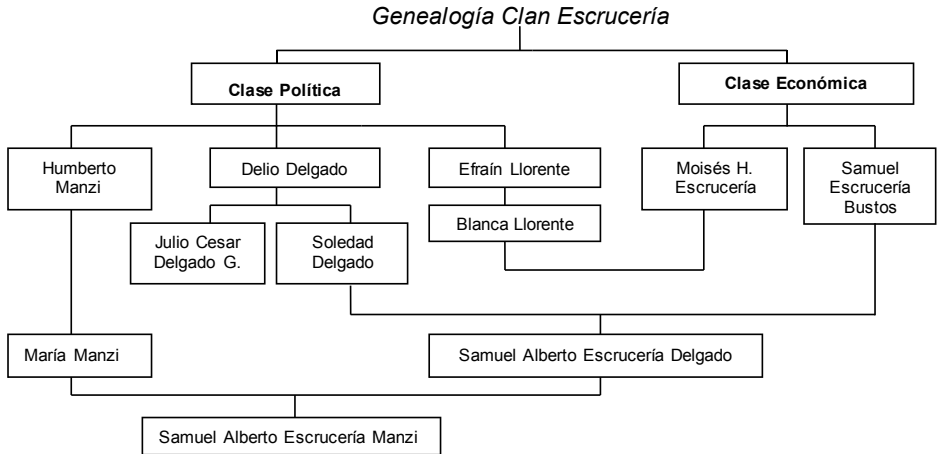 Genealogía Clan Escrucería
Clase Política
Clase Económica
Humberto
Manzi
Delio Delgado
Efraín Llorente
Moisés H.
Escrucería
Samuel
Escrucería
Bustos
Julio Cesar
Delgado G.
Soledad
Delgado
Blanca Llorente
María Manzi
Samuel Alberto Escrucería Delgado
Samuel Alberto Escrucería Manzi